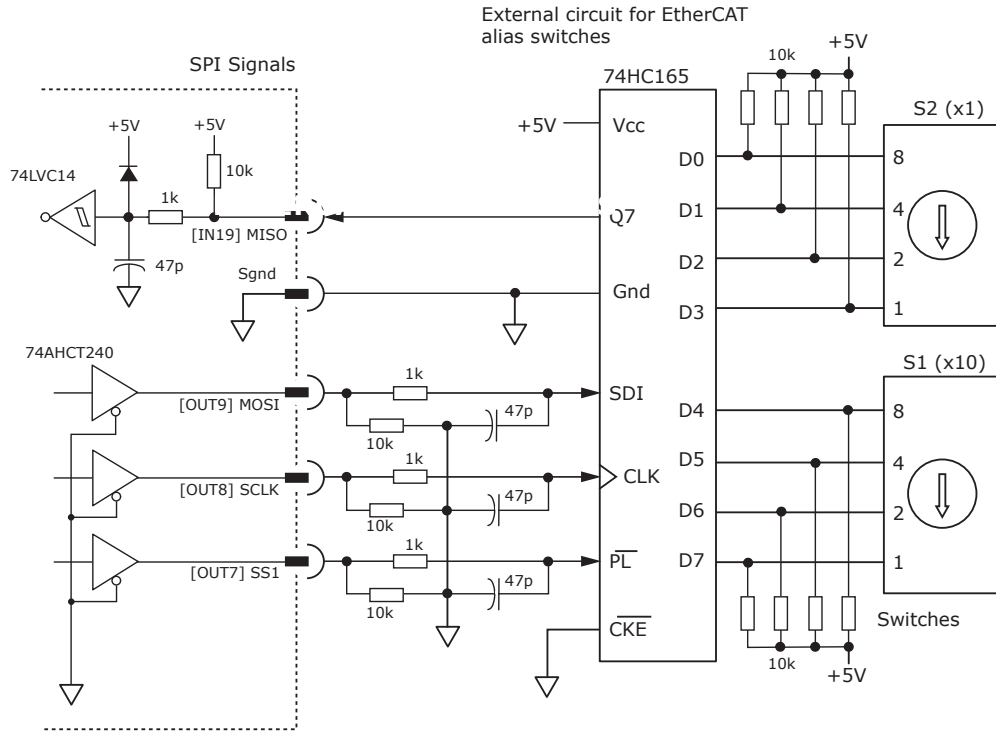 External circuit for EtherCAT
alias switches
SPI Signals
74HC165
10k
+5V
S2 (x1)
+5V
+5V
+5V
Vcc
74LVC14
10k
1k
D0
8
D1
4
Q7
[IN19] MISO
47p
D2
2
Sgnd
Gnd
D3
1
74AHCT240
S1 (x10)
1k
SDI
[OUT9] MOSI
47p
10k
D4
8
D5
4
1k
CLK
[OUT8] SCLK
47p
10k
D6
2
1k
PL
D7
1
[OUT7] SS1
47p
10k
CKE
Switches
10k
+5V